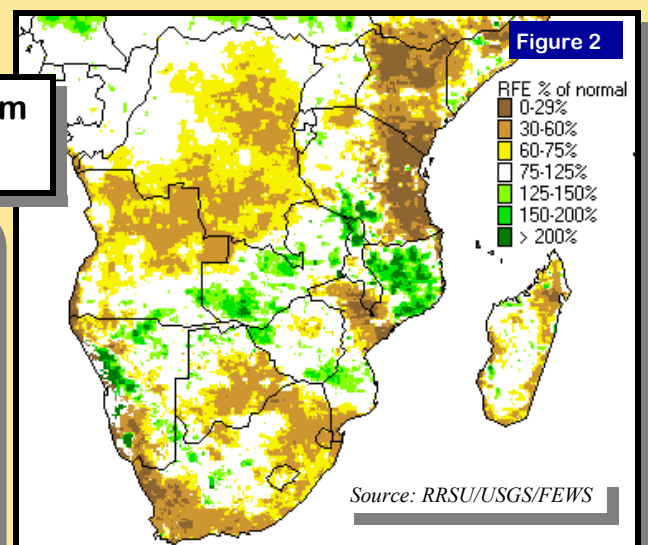 m
Figure 2
RFE % of normal
0-29%
30-60%
60-75%
75-125%
125-150%
150-200%
> 200%
Source: RRSU/USGS/FEWS